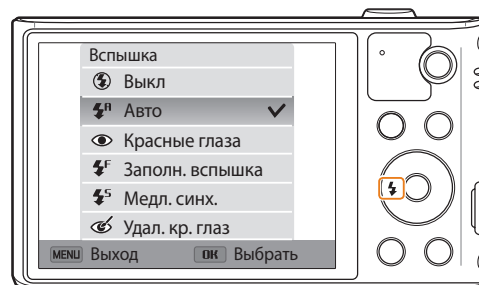 Вспышка
Выкл
Авто
Красные глаза
Заполн. вспышка
Медл. синх.
Удал. кр. глаз
MENU Выход OK Выбрать